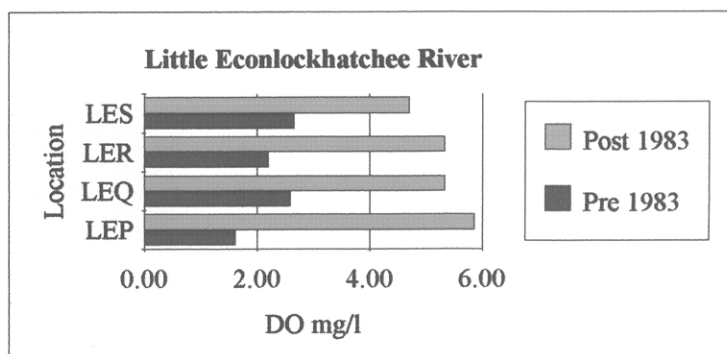 Little Econlockhatchee River
Location
LES
LER
LEQ
LEP
0.00 2.00 4.00 6.00
DO mg/l
Post 1983
Pre 1983